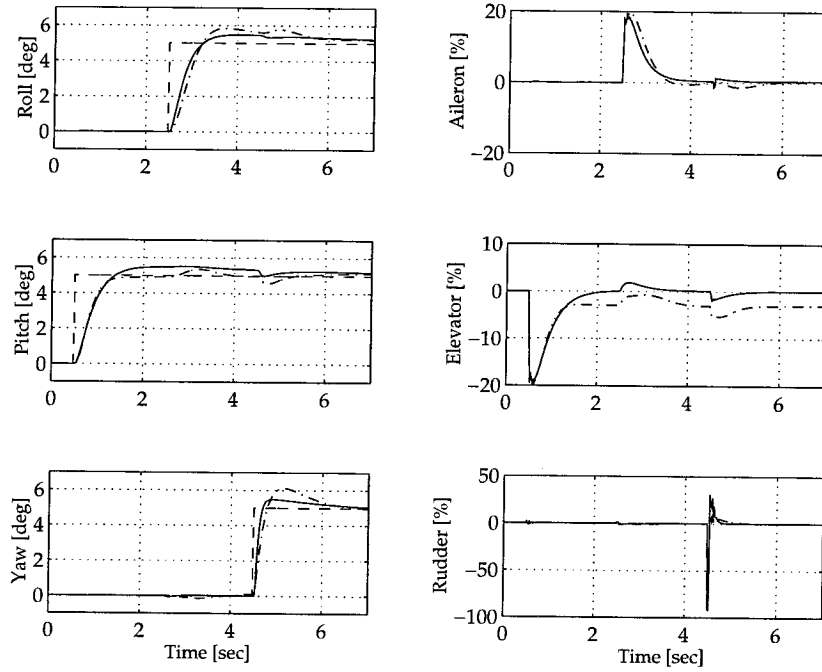 Roll [deg]
6
4
2
0
0 2 4 6
Aileron [%]
20
0
−20
0 2 4 6
Pitch [deg]
6
4
2
0
0 2 4 6
Elevator [%]
10
0
−10
−20
0 2 4 6
Yaw [deg]
6
4
2
0
0 2 4 6
Time [sec]
Rudder [%]
50
0
−50
−100
0 2 4 6
Time [sec]